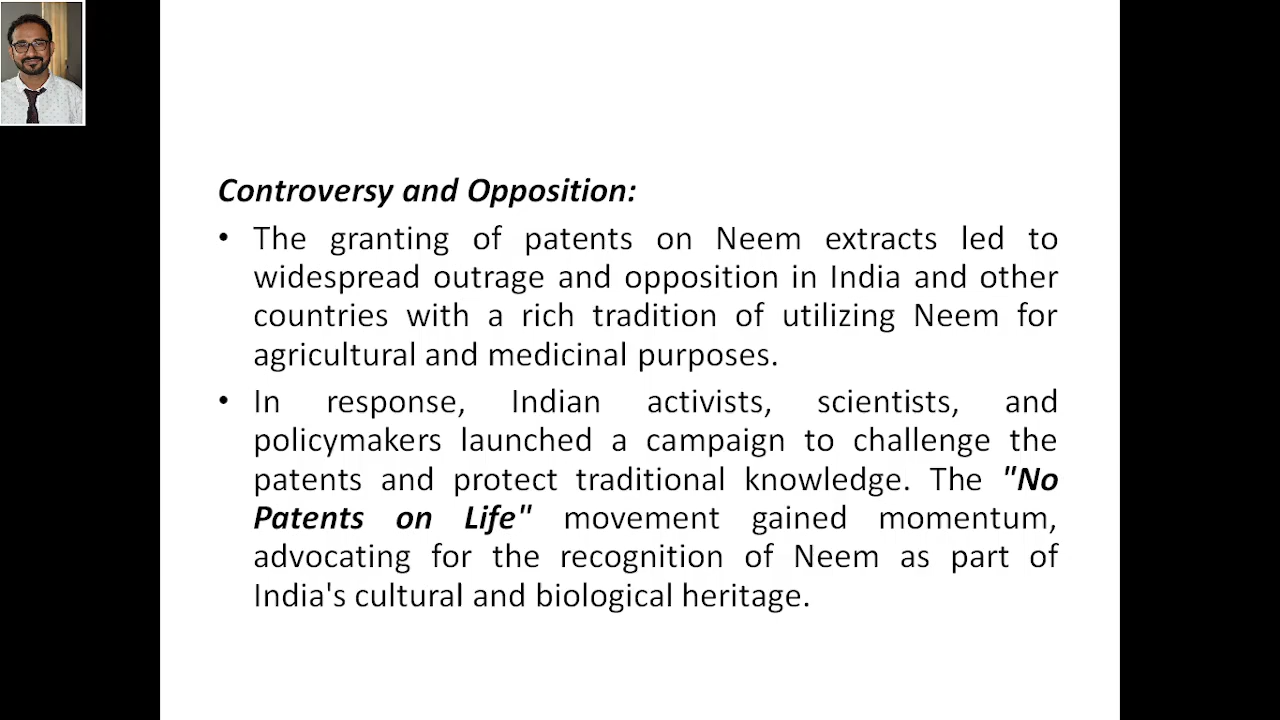 Controversy and Opposition:
• The granting of patents on Neem extracts led to
widespread outrage and opposition in India and other
countries with a rich tradition of utilizing Neem for
agricultural and medicinal purposes.
• In response, Indian activists, scientists, and
policymakers launched a campaign to challenge the
patents and protect traditional knowledge. The "No
Patents on Life" movement gained momentum,
advocating for the recognition of Neem as part of
India's cultural and biological heritage.